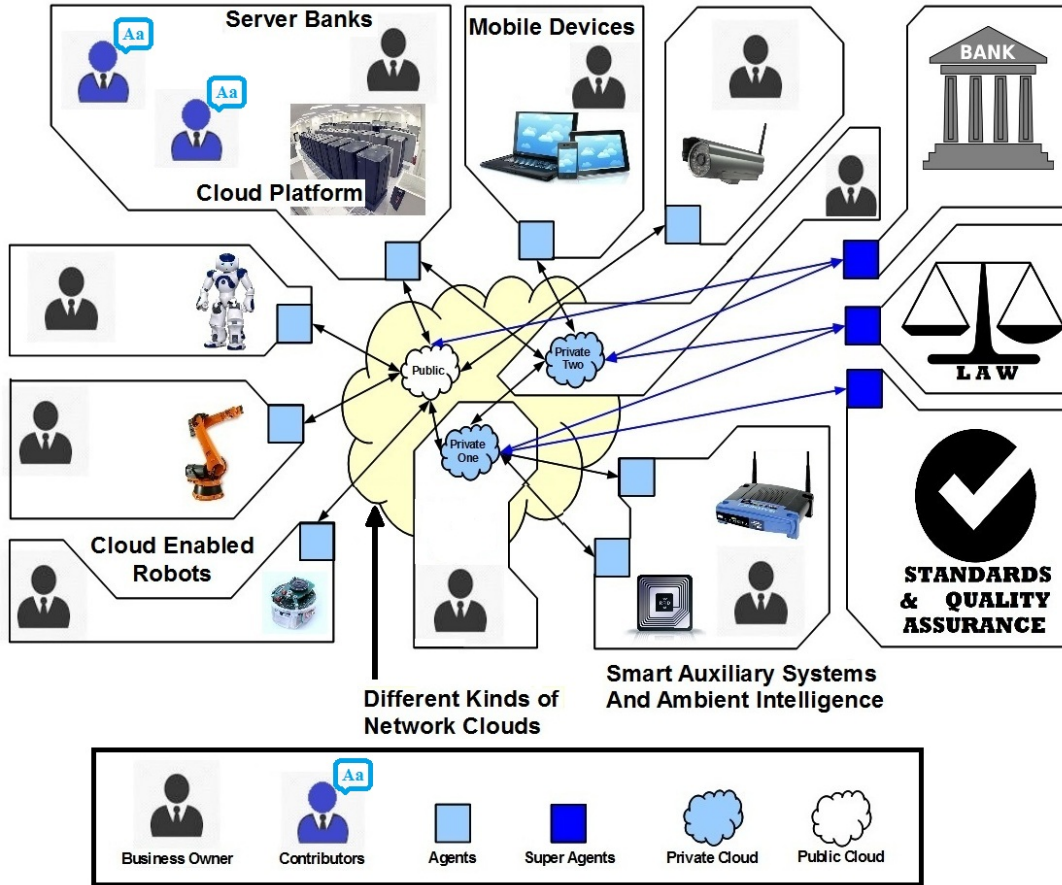 Aa
Aa
Server Banks
Cloud Platform
Mobile Devices
BANK
Public
Private
Two
LAW
Private
One
Cloud Enabled
Robots
STANDARDS
& QUALITY
ASSURANCE
Different Kinds of
Network Clouds
Smart Auxiliary Systems
And Ambient Intelligence
Aa
Business Owner
Contributors
Agents
Super Agents
Private Cloud
Public Cloud